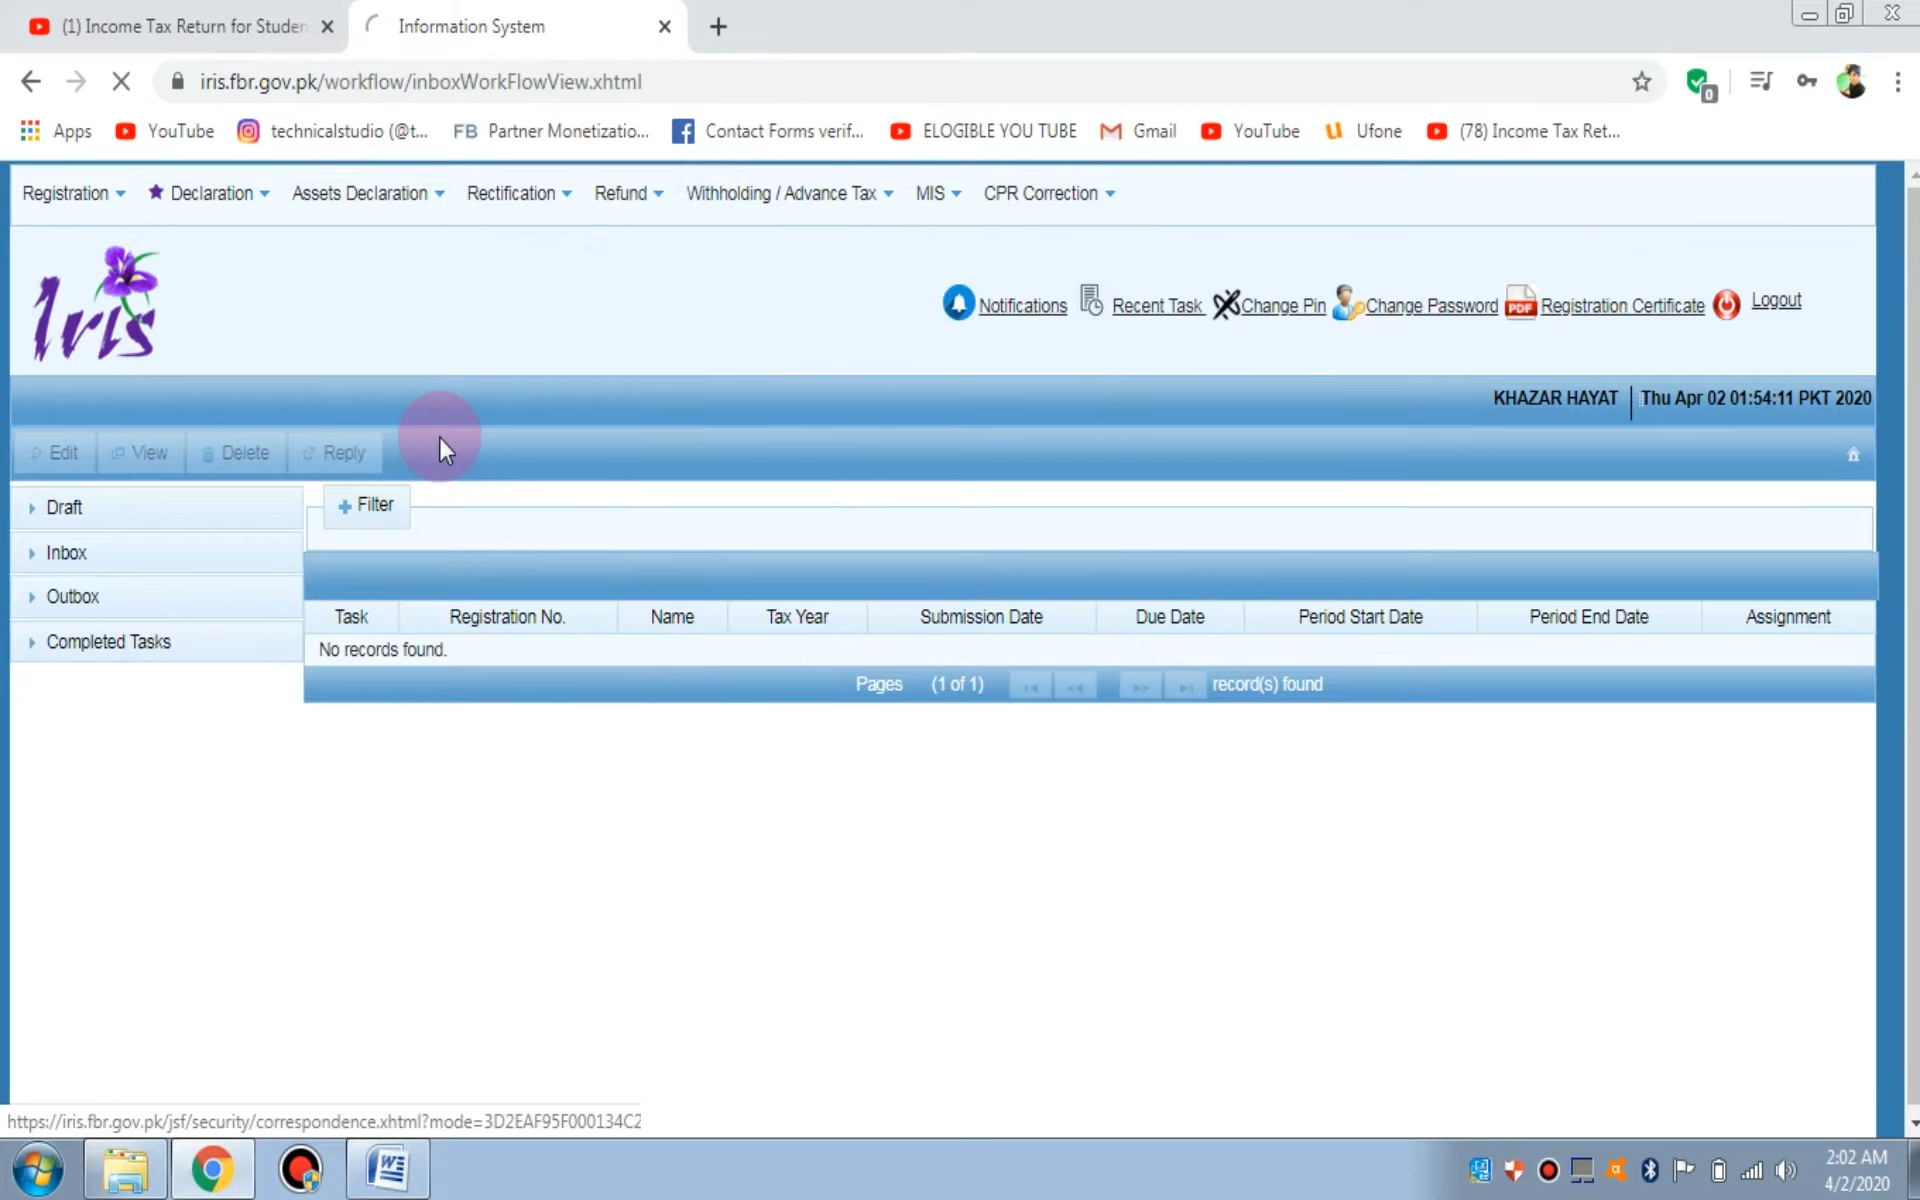 (1) Income Tax Return for Studen
Information System
iris.fbr.gov.pk/workflow/inboxWorkFlowView.xhtml
0
Apps YouTube technicalstudio (@t... FB Partner Monetizatio... Contact Forms verif... ELOGIBLE YOU TUBE Gmail YouTube Ufone (78) Income Tax Ret...
Registration Declaration Assets Declaration Rectification Refund Withholding / Advance Tax MIS CPR Correction
Iris
Notifications Recent Task Change Pin Change Password PDF Registration Certificate Logout
KHAZAR HAYAT Thu Apr 02 01:54:11 PKT 2020
Edit View Delete Reply
Draft
Filter
Inbox
Outbox
Completed Tasks
Task Registration No. Name Tax Year Submission Date Due Date Period Start Date Period End Date Assignment
No records found.
Pages (1 of 1) record(s) found
https://iris.fbr.gov.pk/jsf/security/correspondence.xhtml?mode=3D2EAF95F000134C2
2:02 AM
4/2/2020